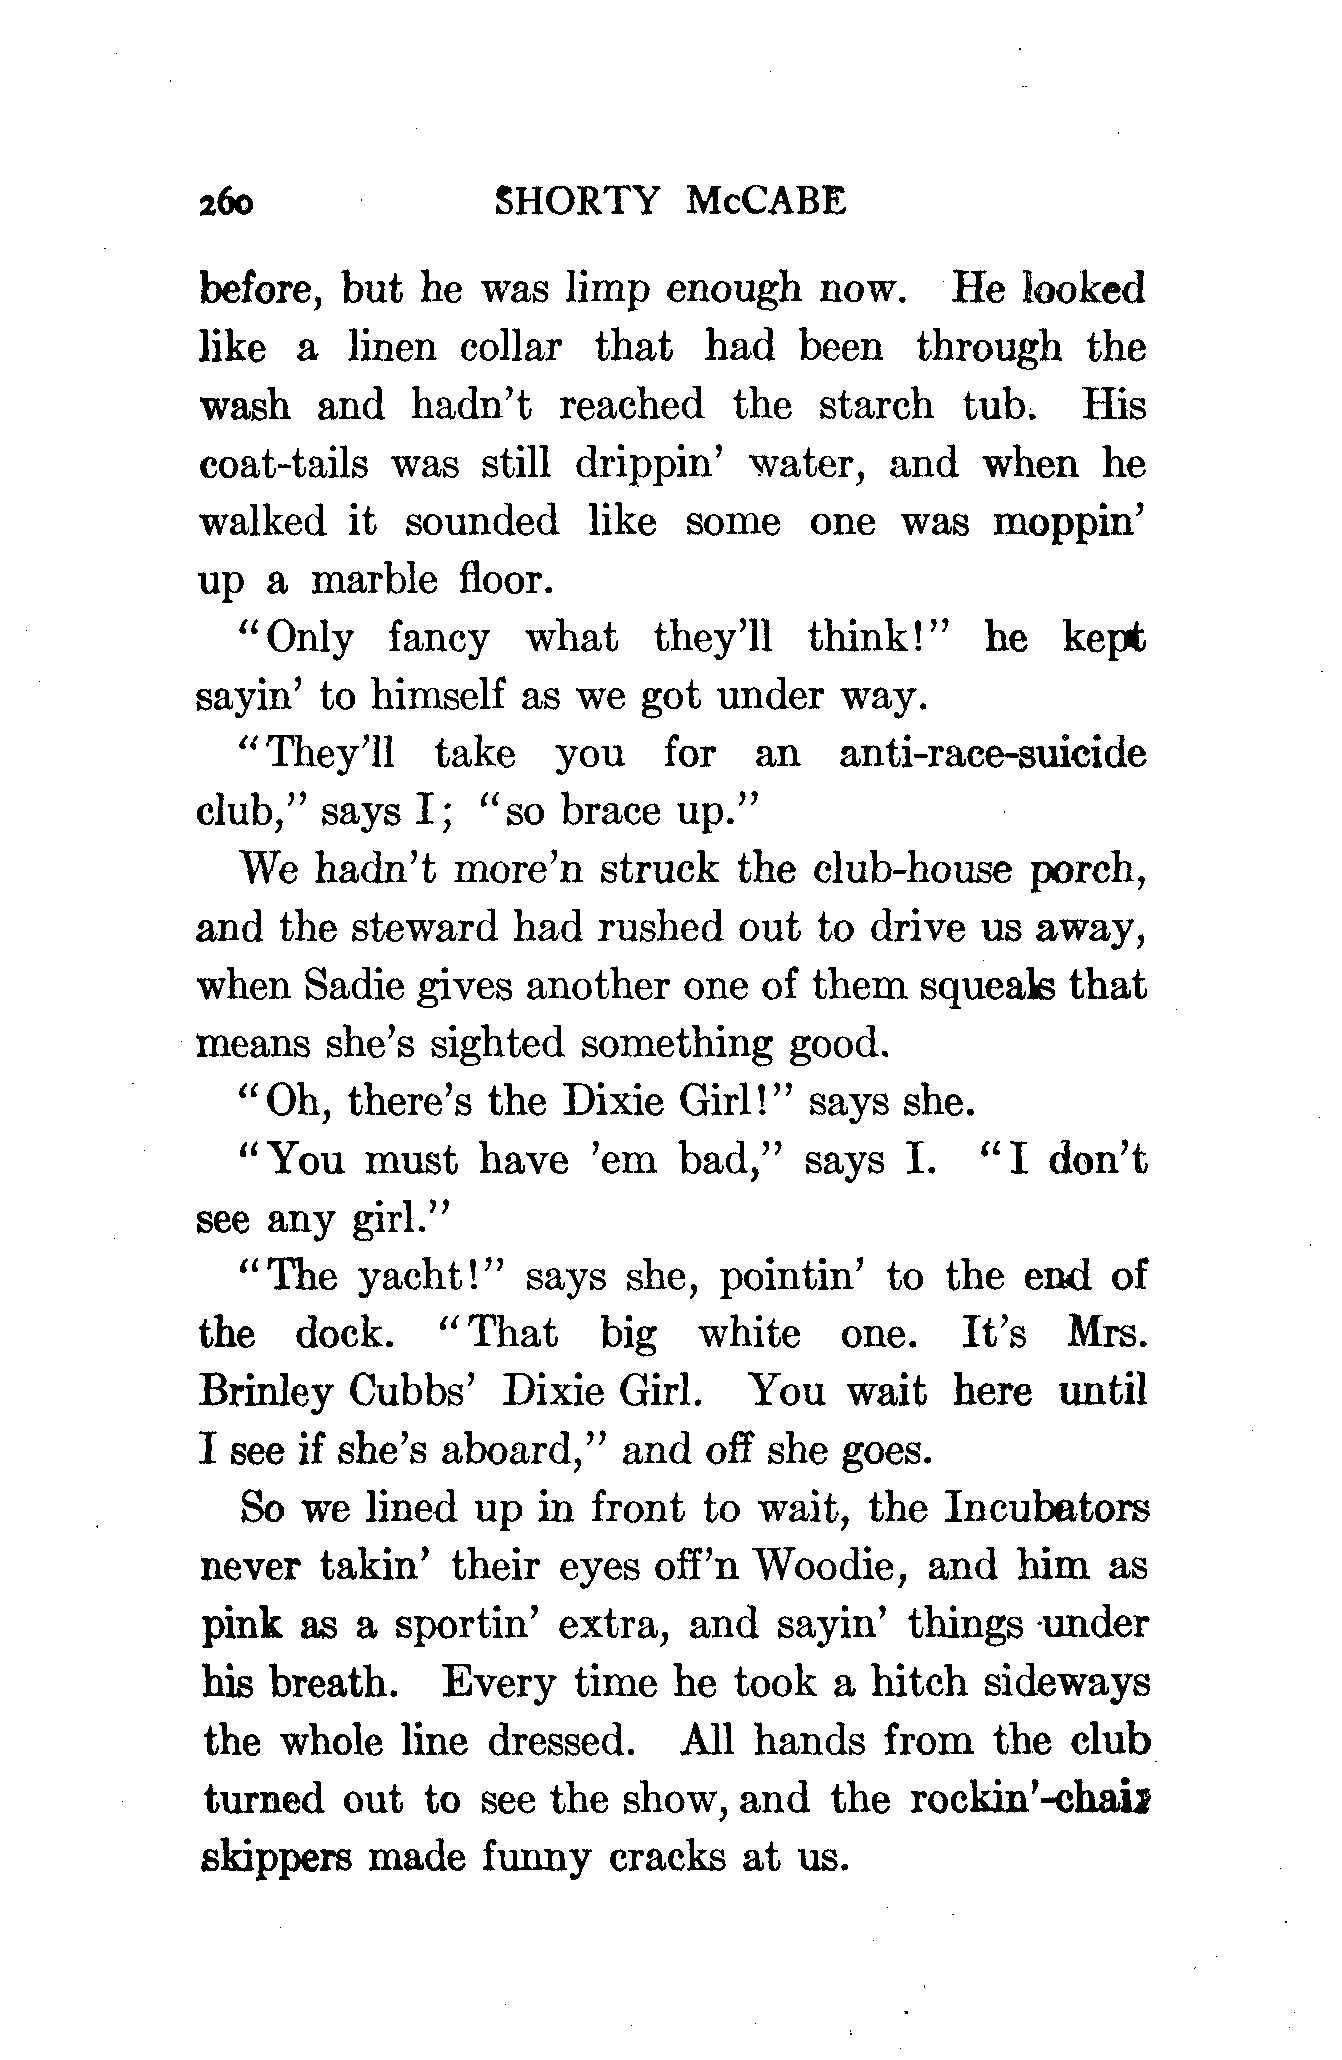 260 SHORTY McCABE
before, but he was limp enough now. He looked
like a linen collar that had been through the
wash and hadn't reached the starch tub. His
coat-tails was still drippin' water, and when he
walked it sounded like some one was moppin'
up a marble floor.
"Only fancy what they'll think!" he kept
sayin' to himself as we got under way.
"They'll take you for an anti-race-suicide
club," says I; "so brace up."
We hadn't more'n struck the club-house porch,
and the steward had rushed out to drive us away,
when Sadie gives another one of them squeals that
means she's sighted something good.
"Oh, there's the Dixie Girl!" says she.
"You must have 'em bad," says I. "I don't
see any girl."
"The yacht!" says she, pointin' to the end of
the dock. "That big white one. It's Mrs.
Brinley Cubbs' Dixie Girl. You wait here until
I see if she's aboard," and off she goes.
So we lined up in front to wait, the Incubators
never takin' their eyes off'n Woodie, and him as
pink as a sportin' extra, and sayin' things under
his breath. Every time he took a hitch sideways
the whole line dressed. All hands from the club
turned out to see the show, and the rockin'-chair
skippers made funny cracks at us.